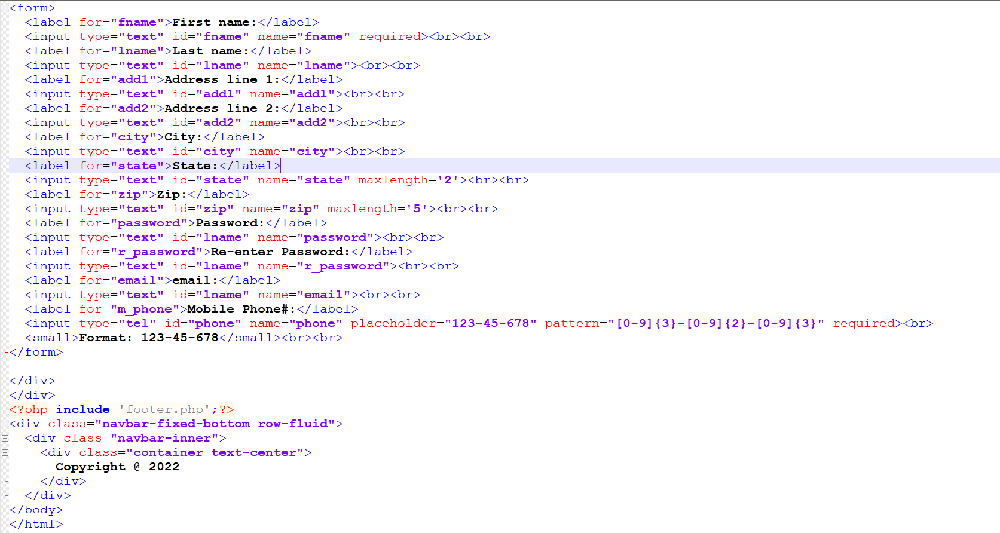 <form>
  <label for="fname">First name:</label>
  <input type="text" id="fname" name="fname" required><br><br>
  <label for="lname">Last name:</label>
  <input type="text" id="lname" name="lname"><br><br>
  <label for="add1">Address line 1:</label>
  <input type="text" id="add1" name="add1"><br><br>
  <label for="add2">Address line 2:</label>
  <input type="text" id="add2" name="add2"><br><br>
  <label for="city">City:</label>
  <input type="text" id="city" name="city"><br><br>
  <label for="state">State:</label>
  <input type="text" id="state" name="state" maxlength='2'><br><br>
  <label for="zip">Zip:</label>
  <input type="text" id="zip" name="zip" maxlength='5'><br><br>
  <label for="password">Password:</label>
  <input type="text" id="lname" name="password"><br><br>
  <label for="r_password">Re-enter Password:</label>
  <input type="text" id="lname" name="r_password"><br><br>
  <label for="email">email:</label>
  <input type="text" id="lname" name="email"><br><br>
  <label for="m_phone">Mobile Phone#:</label>
  <input type="tel" id="phone" name="phone" placeholder="123-45-678" pattern="[0-9]{3}-[0-9]{2}-[0-9]{3}" required><br>
  <small>Format: 123-45-678</small><br><br>
</form>

</div>
</div>
<?php include 'footer.php';?>
<div class="navbar-fixed-bottom row-fluid">
  <div class="navbar-inner">
    <div class="container text-center">
      Copyright @ 2022
    </div>
  </div>
</body>
</html>